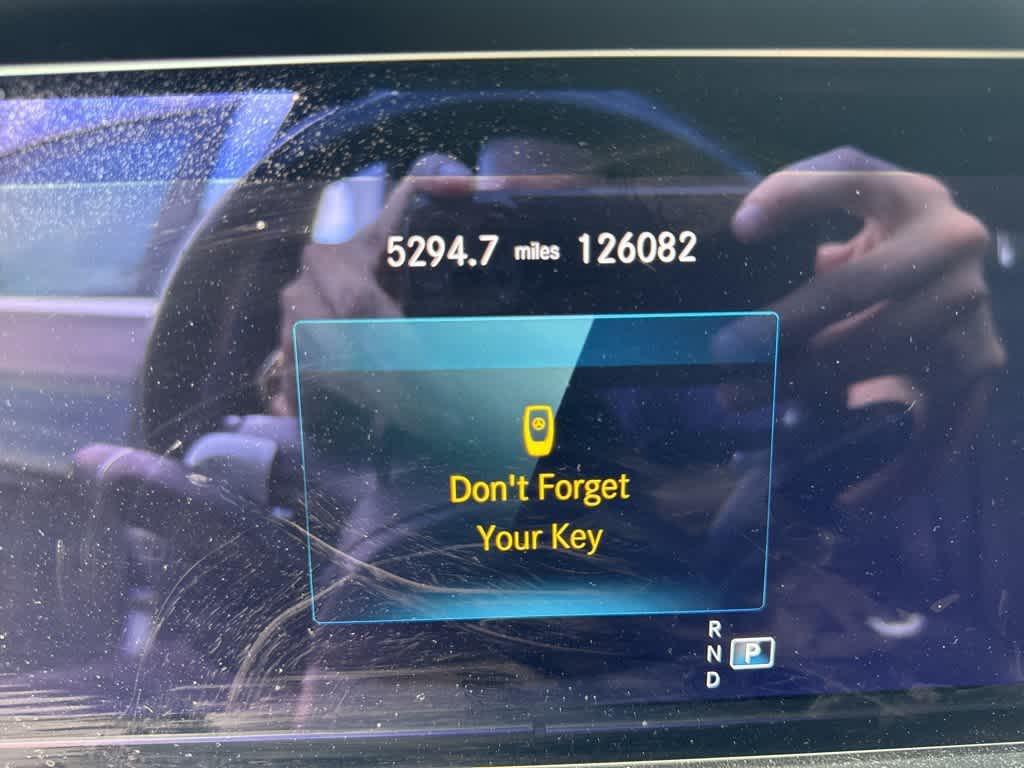 5294.7 miles 126082
Don't Forget
Your Key
R
N P
D